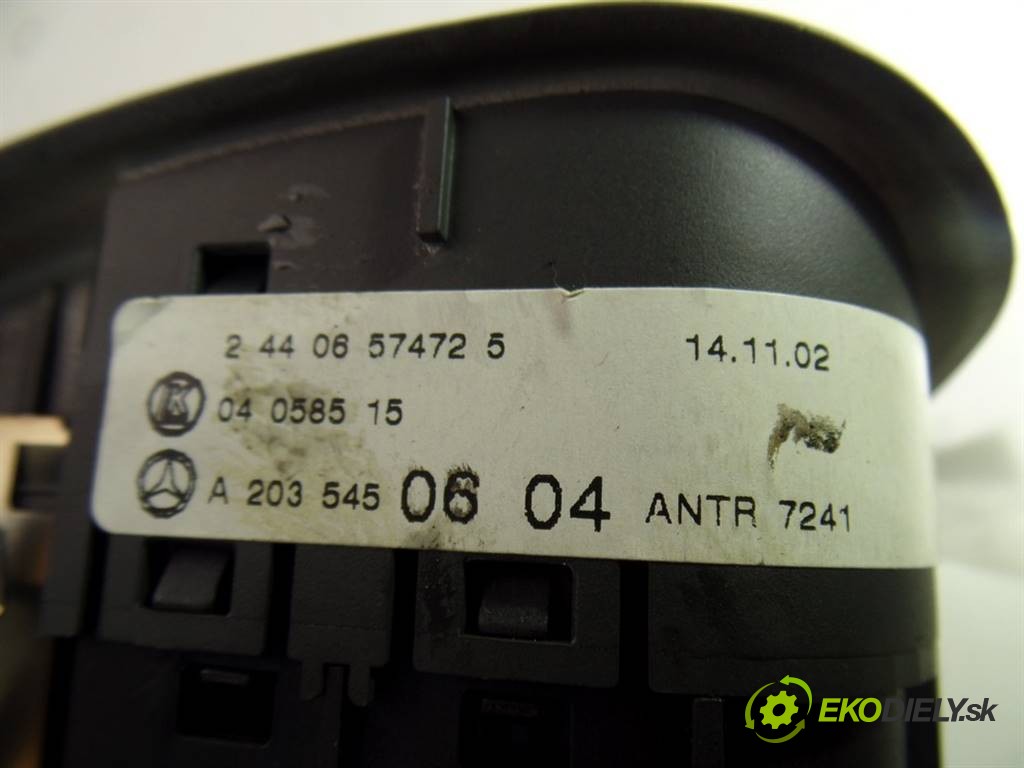 2 44 06 57472 5 14.11.02
K 04 0585 15
A 203 545 06 04 ANTR 7241
EKODIELY.sk